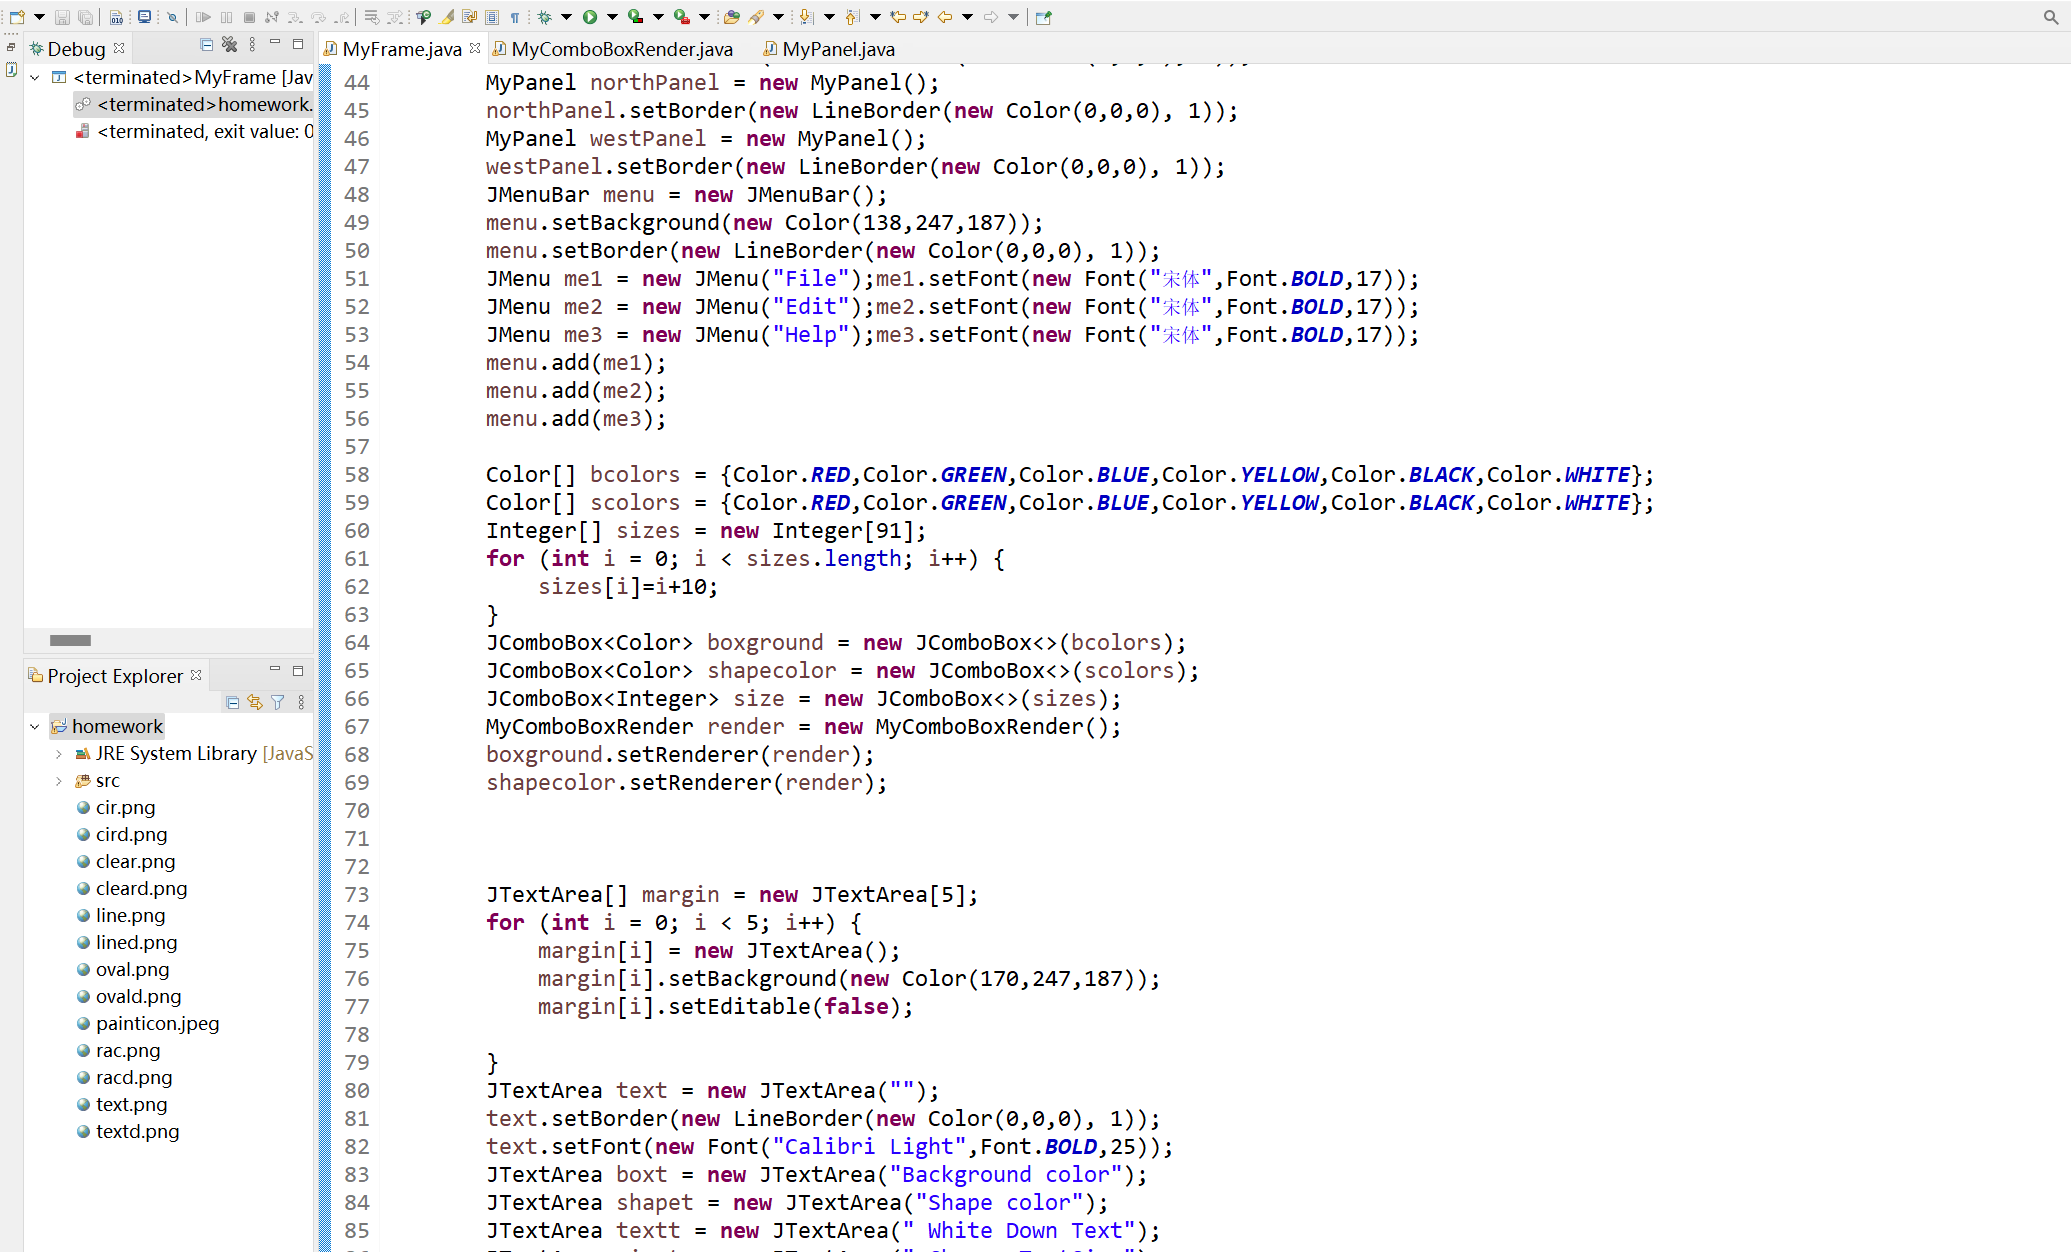 Debug
<terminated>MyFrame [Jav
<terminated>homework.
<terminated, exit value: 0
Project Explorer
homework
JRE System Library [JavaS
src
cir.png
cird.png
clear.png
cleard.png
line.png
lined.png
oval.png
ovald.png
painticon.jpeg
rac.png
racd.png
text.png
textd.png
MyFrame.java
MyComboBoxRender.java
MyPanel.java
44 MyPanel northPanel = new MyPanel();
45 northPanel.setBorder(new LineBorder(new Color(0,0,0), 1));
46 MyPanel westPanel = new MyPanel();
47 westPanel.setBorder(new LineBorder(new Color(0,0,0), 1));
48 JMenuBar menu = new JMenuBar();
49 menu.setBackground(new Color(138,247,187));
50 menu.setBorder(new LineBorder(new Color(0,0,0), 1));
51 JMenu me1 = new JMenu("File");me1.setFont(new Font("宋体",Font.BOLD,17));
52 JMenu me2 = new JMenu("Edit");me2.setFont(new Font("宋体",Font.BOLD,17));
53 JMenu me3 = new JMenu("Help");me3.setFont(new Font("宋体",Font.BOLD,17));
54 menu.add(me1);
55 menu.add(me2);
56 menu.add(me3);
57
58 Color[] bcolors = {Color.RED,Color.GREEN,Color.BLUE,Color.YELLOW,Color.BLACK,Color.WHITE};
59 Color[] scolors = {Color.RED,Color.GREEN,Color.BLUE,Color.YELLOW,Color.BLACK,Color.WHITE};
60 Integer[] sizes = new Integer[91];
61 for (int i = 0; i < sizes.length; i++) {
62 sizes[i]=i+10;
63 }
64 JComboBox<Color> boxground = new JComboBox<>(bcolors);
65 JComboBox<Color> shapecolor = new JComboBox<>(scolors);
66 JComboBox<Integer> size = new JComboBox<>(sizes);
67 MyComboBoxRender render = new MyComboBoxRender();
68 boxground.setRenderer(render);
69 shapecolor.setRenderer(render);
70
71
72
73 JTextArea[] margin = new JTextArea[5];
74 for (int i = 0; i < 5; i++) {
75 margin[i] = new JTextArea();
76 margin[i].setBackground(new Color(170,247,187));
77 margin[i].setEditable(false);
78
79 }
80 JTextArea text = new JTextArea("");
81 text.setBorder(new LineBorder(new Color(0,0,0), 1));
82 text.setFont(new Font("Calibri Light",Font.BOLD,25));
83 JTextArea boxt = new JTextArea("Background color");
84 JTextArea shapet = new JTextArea("Shape color");
85 JTextArea textt = new JTextArea(" White Down Text");